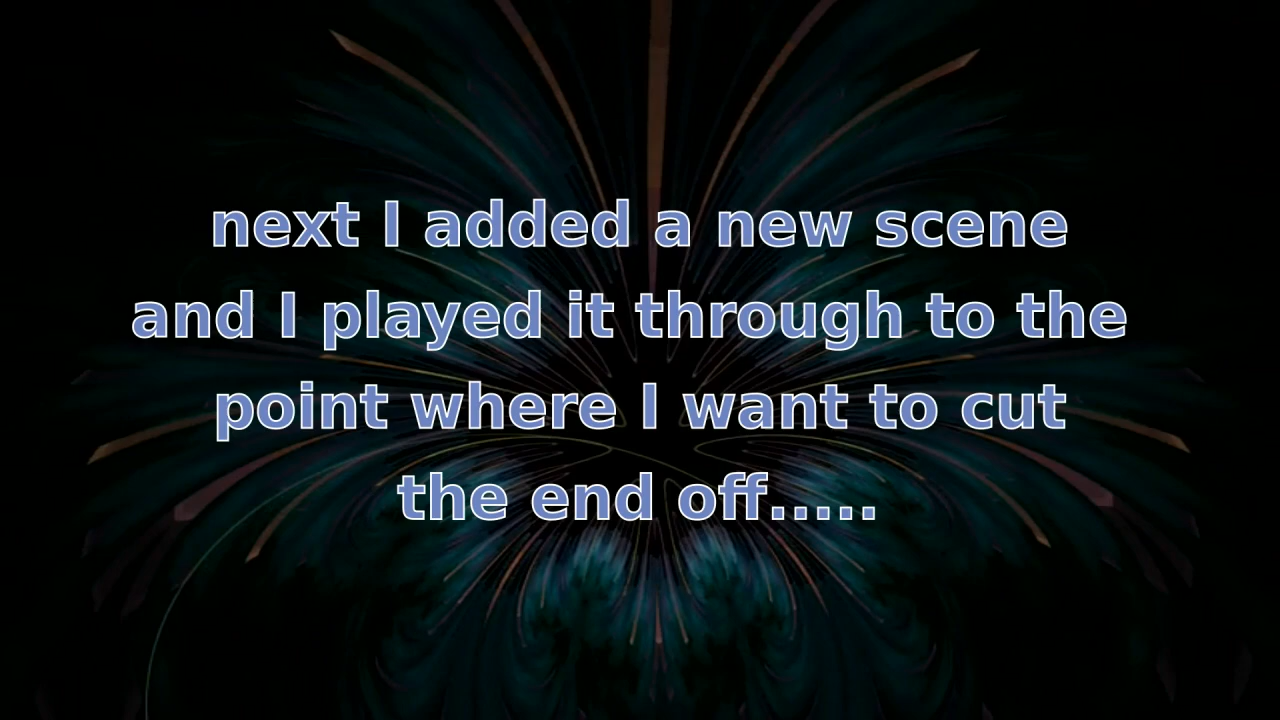 next I added a new scene
and I played it through to the
point where I want to cut
the end off.....